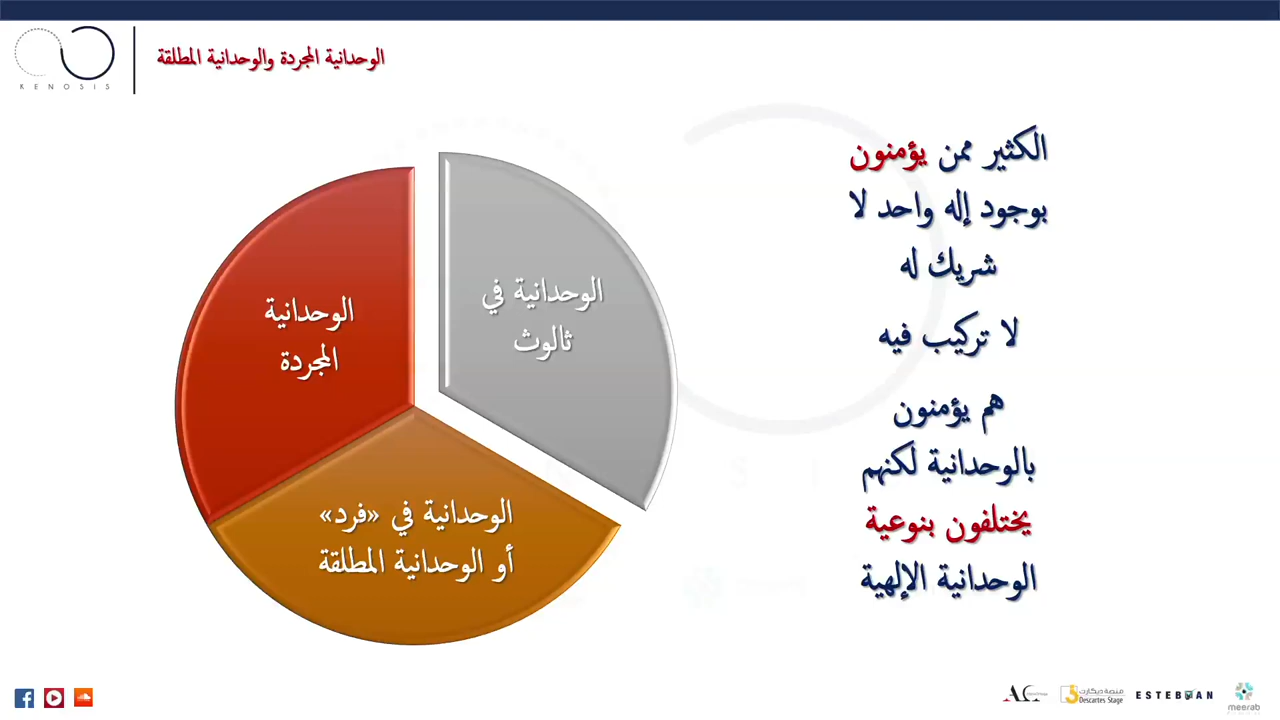 الوحدانية المجردة والوحدانية المطلقة
KENOSIS
الكثير ممن يؤمنون
بوجود إله واحد لا
شريك له
لا تركيب فيه
هم يؤمنون
بالوحدانية لكنهم
يختلفون بنوعية
الوحدانية الإلهية
الوحدانية في
ثالوث
الوحدانية
المجردة
الوحدانية في «فرد»
أو الوحدانية المطلقة
AC
منصة ديكارت
Descartes Stage
ESTEBAN
meerab